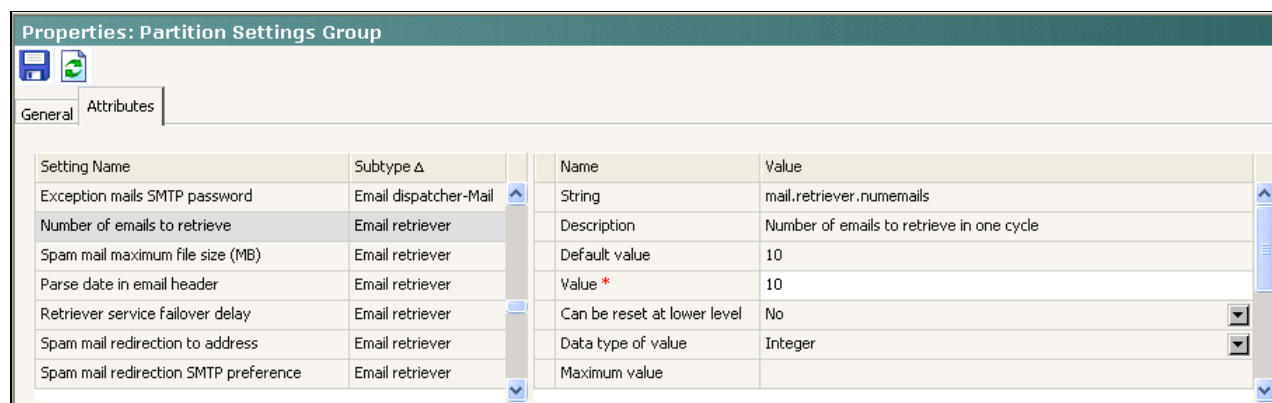 Properties: Partition Settings Group
General Attributes
Setting Name Subtype Δ Name Value
Exception mails SMTP password Email dispatcher-Mail String mail.retriever.numemails
Number of emails to retrieve Email retriever Description Number of emails to retrieve in one cycle
Spam mail maximum file size (MB) Email retriever Default value 10
Parse date in email header Email retriever Value * 10
Retriever service failover delay Email retriever Can be reset at lower level No
Spam mail redirection to address Email retriever Data type of value Integer
Spam mail redirection SMTP preference Email retriever Maximum value